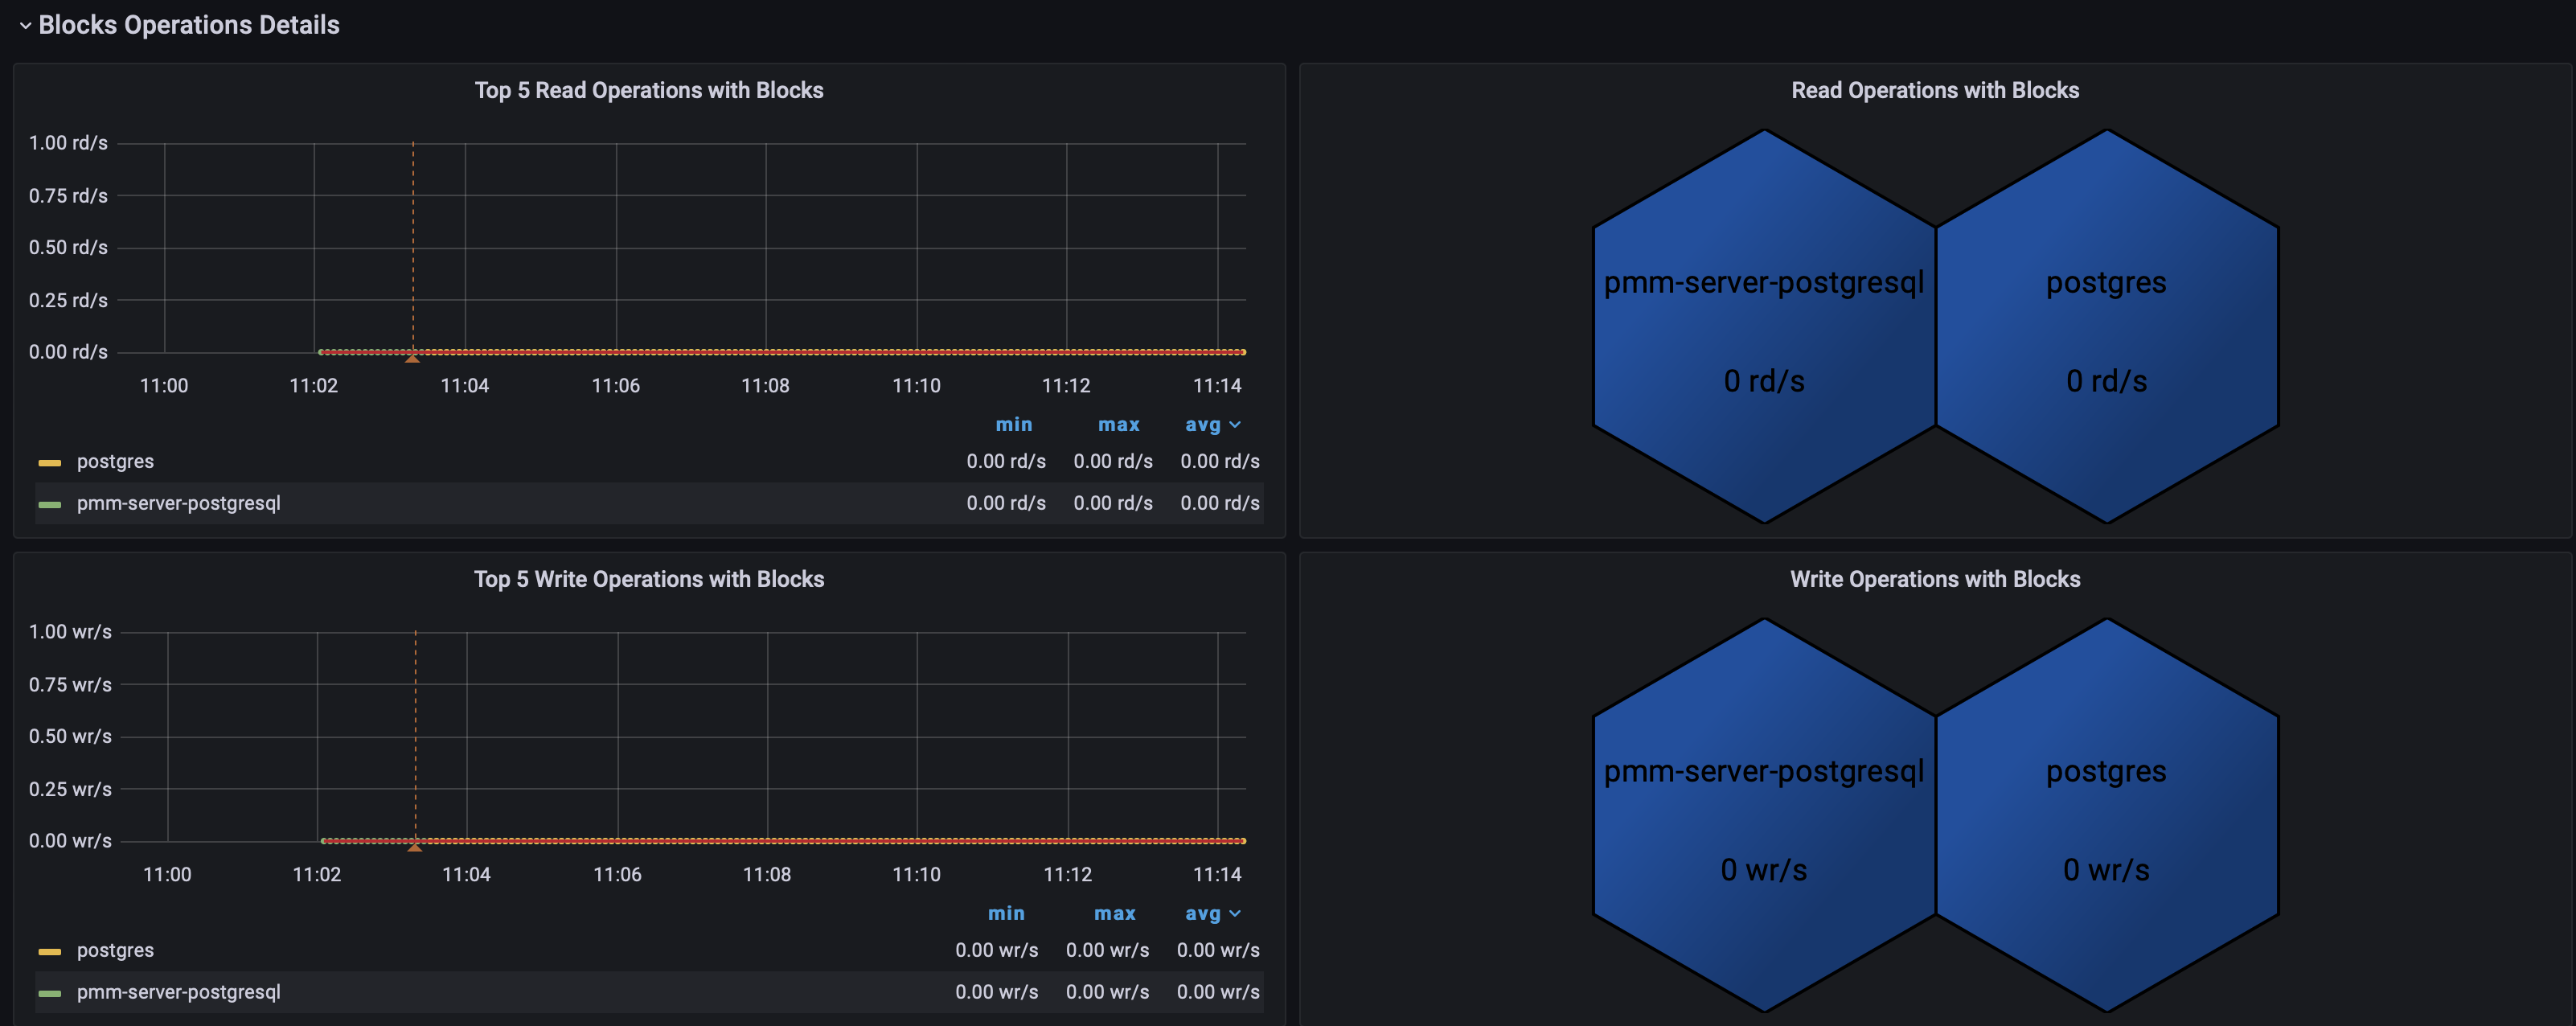 Blocks Operations Details
Top 5 Read Operations with Blocks
1.00 rd/s
0.75 rd/s
0.50 rd/s
0.25 rd/s
0.00 rd/s
11:00 11:02 11:04 11:06 11:08 11:10 11:12 11:14
min max avg
postgres 0.00 rd/s 0.00 rd/s 0.00 rd/s
pmm-server-postgresql 0.00 rd/s 0.00 rd/s 0.00 rd/s
Read Operations with Blocks
pmm-server-postgresql
0 rd/s
postgres
0 rd/s
Top 5 Write Operations with Blocks
1.00 wr/s
0.75 wr/s
0.50 wr/s
0.25 wr/s
0.00 wr/s
11:00 11:02 11:04 11:06 11:08 11:10 11:12 11:14
min max avg
postgres 0.00 wr/s 0.00 wr/s 0.00 wr/s
pmm-server-postgresql 0.00 wr/s 0.00 wr/s 0.00 wr/s
Write Operations with Blocks
pmm-server-postgresql
0 wr/s
postgres
0 wr/s